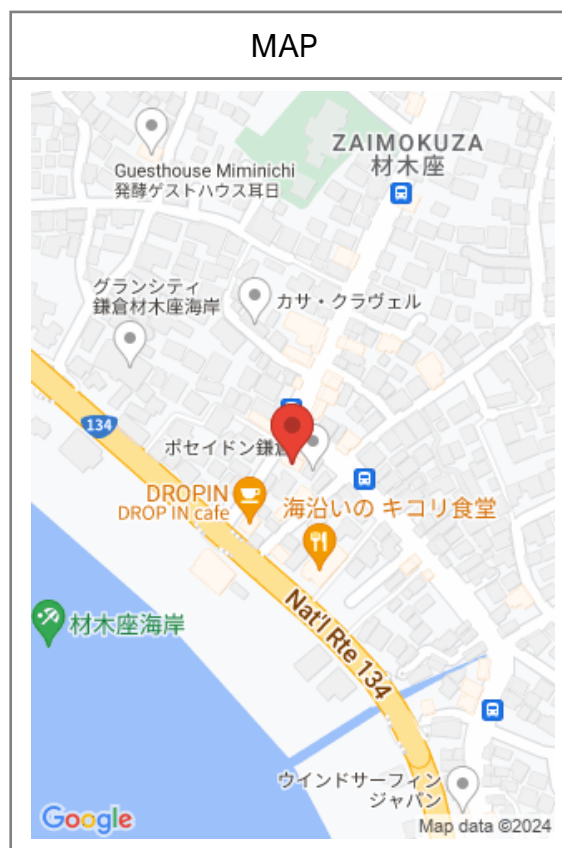 MAP
ZAIMOKUZA
材木座
Guesthouse Miminichi
発酵ゲストハウス耳日
グランシティ
鎌倉材木座海岸
カサ・クラヴェル
134
ポセイドン鎌倉
DROPIN
DROP IN cafe
海沿いの キコリ食堂
材木座海岸
Nat'l Rte 134
ウインドサーフィン
ジャパン
Google
Map data ©2024